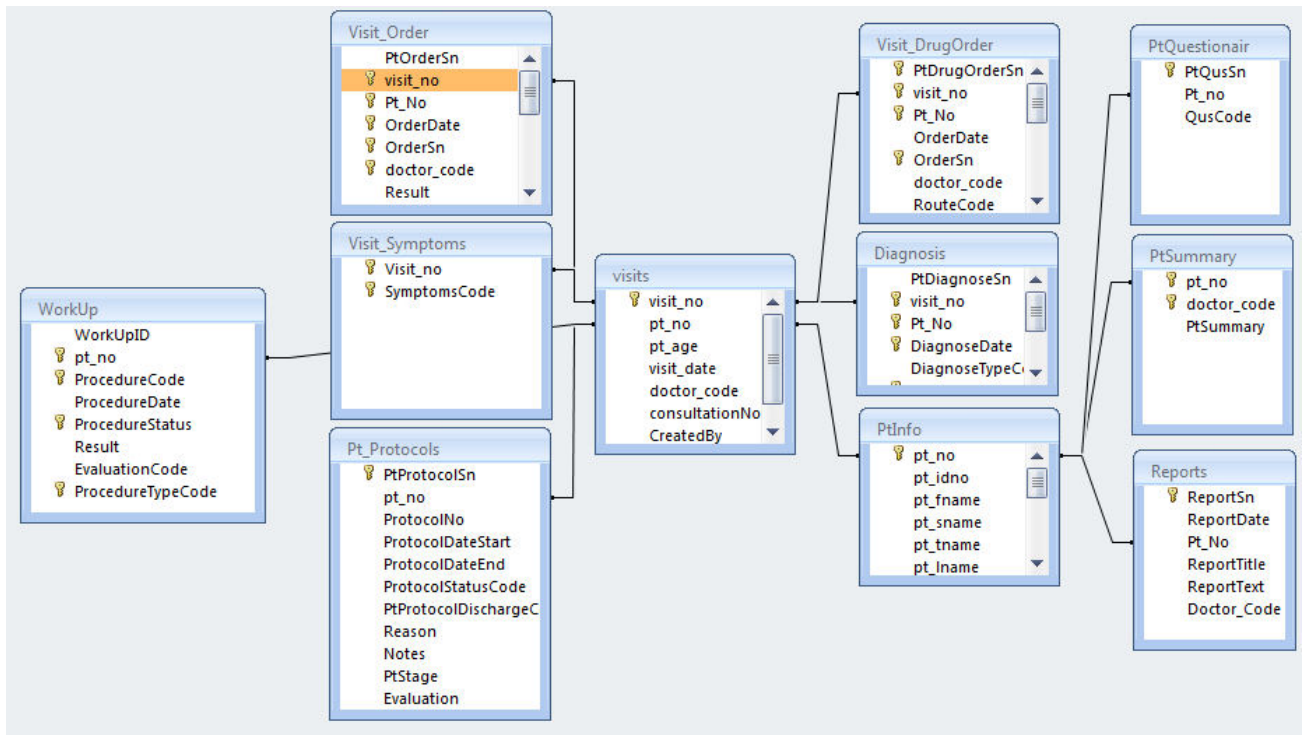 Visit_Order
PtOrderSn
visit_no
Pt_No
OrderDate
OrderSn
doctor_code
Result
Visit_Symptoms
Visit_no
SymptomsCode
WorkUp
WorkUpID
pt_no
ProcedureCode
ProcedureDate
ProcedureStatus
Result
EvaluationCode
ProcedureTypeCode
Pt_Protocols
PtProtocolSn
pt_no
ProtocolNo
ProtocolDateStart
ProtocolDateEnd
ProtocolStatusCode
PtProtocolDischargeC
Reason
Notes
PtStage
Evaluation
visits
visit_no
pt_no
pt_age
visit_date
doctor_code
consultationNo
CreatedBy
Visit_DrugOrder
PtDrugOrderSn
visit_no
Pt_No
OrderDate
OrderSn
doctor_code
RouteCode
Diagnosis
PtDiagnoseSn
visit_no
Pt_No
DiagnoseDate
DiagnoseTypeC
PtInfo
pt_no
pt_idno
pt_fname
pt_sname
pt_tname
pt_lname
PtQuestionair
PtQusSn
Pt_no
QusCode
PtSummary
pt_no
doctor_code
PtSummary
Reports
ReportSn
ReportDate
Pt_No
ReportTitle
ReportText
Doctor_Code